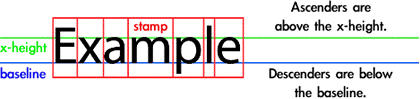 Ascenders are
above the x-height.
stamp
Example
x-height
baseline
Descenders are below
the baseline.